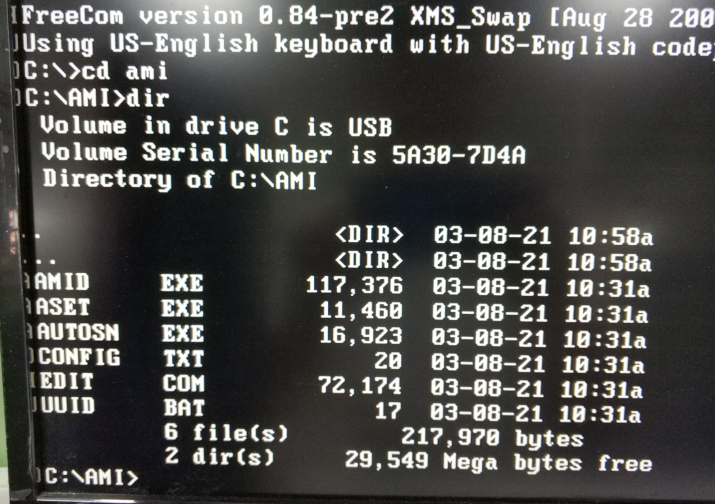 FreeCom version 0.84-pre2 XMS_Swap [Aug 28 200
Using US-English keyboard with US-English code
C:\>cd ami
C:\AMI>dir
Volume in drive C is USB
Volume Serial Number is 5A30-7D4A
Directory of C:\AMI
. <DIR> 03-08-21 10:58a
.. <DIR> 03-08-21 10:58a
AMID EXE 117,376 03-08-21 10:31a
ASET EXE 11,460 03-08-21 10:31a
AUTOSN EXE 16,923 03-08-21 10:31a
CONFIG TXT 20 03-08-21 10:31a
EDIT COM 72,174 03-08-21 10:31a
UUID BAT 17 03-08-21 10:31a
6 file(s) 217,970 bytes
2 dir(s) 29,549 Mega bytes free
C:\AMI>